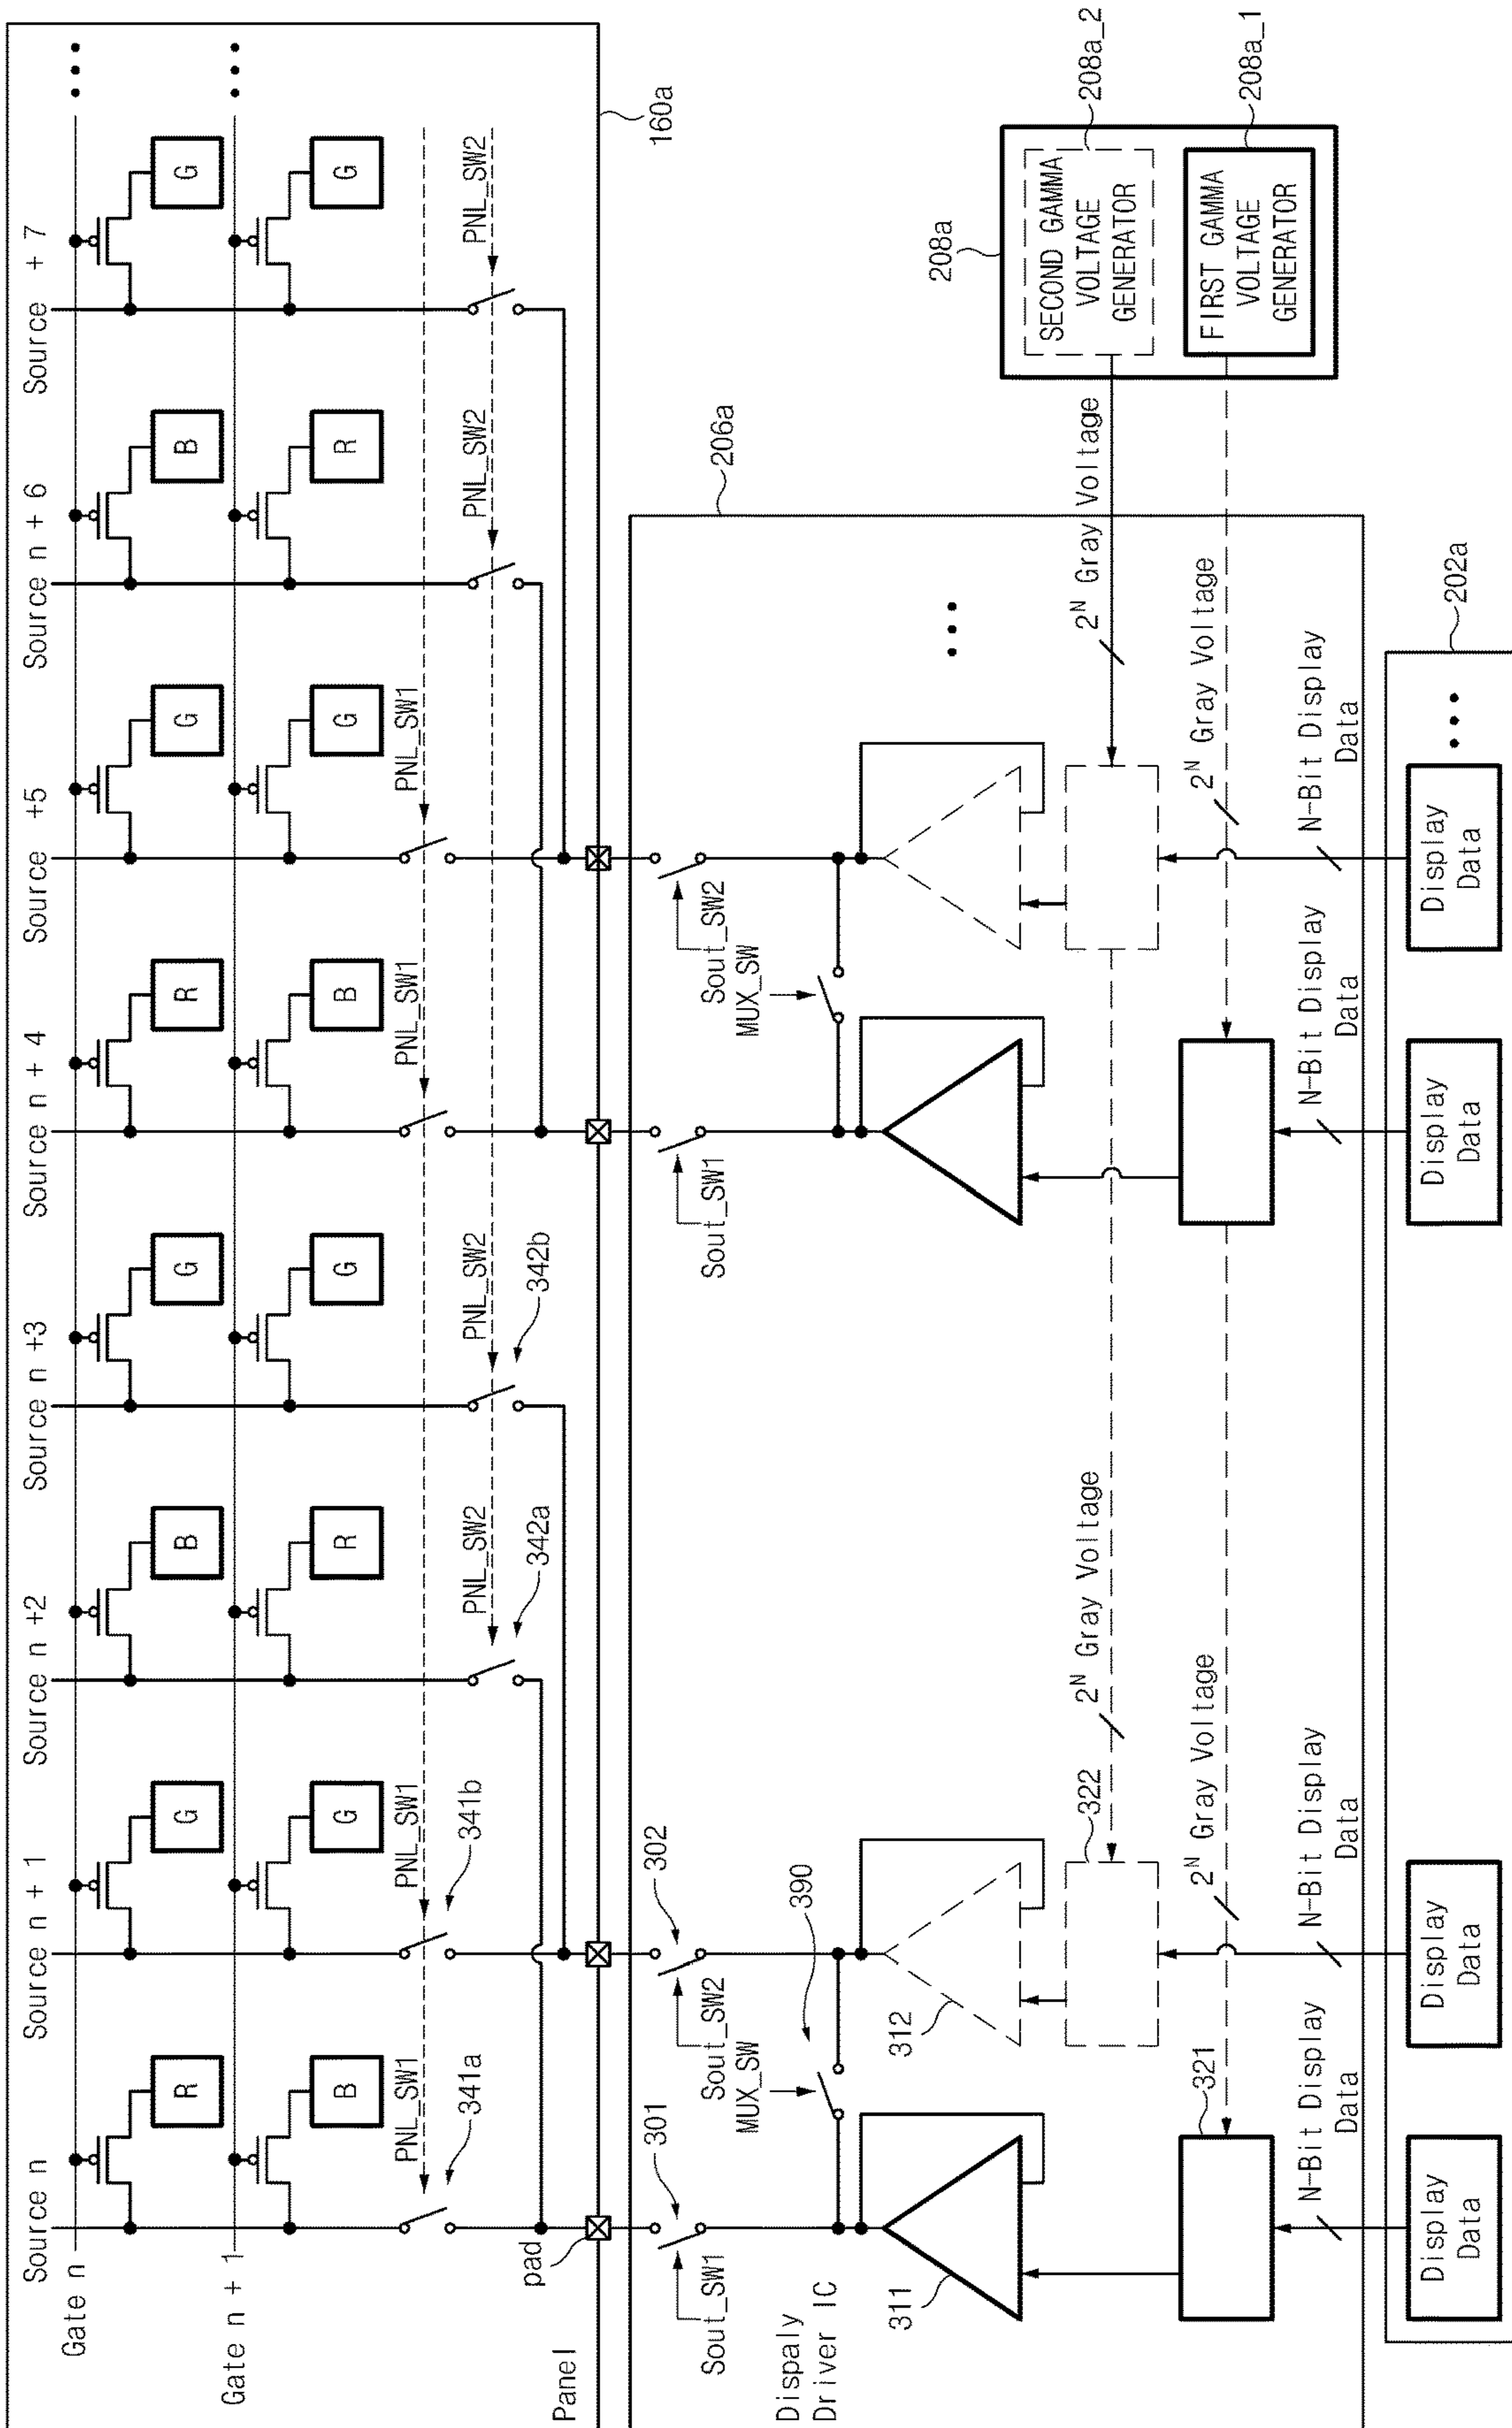 Source n
Source n + 1
Source n +2
Source n +3
Source n + 4
Source +5
Source n + 6
Source + 7
Gate n
R
G
B
G
R
G
B
G
Gate n + 1
B
G
R
G
B
G
R
G
PNL_SW1
PNL_SW1
PNL_SW1
PNL_SW1
341a
341b
PNL_SW2
PNL_SW2
PNL_SW2
PNL_SW2
342a
342b
pad
Panel
160a
301
302
206a
Sout_SW1
Sout_SW2
Sout_SW1
Sout_SW2
MUX_SW
390
MUX_SW
Dispaly
Driver IC
311
312
208a
SECOND GAMMA
VOLTAGE
GENERATOR
208a_2
322
2N Gray Voltage
2N Gray Voltage
FIRST GAMMA
VOLTAGE
GENERATOR
208a_1
321
2N Gray Voltage
2N Gray Voltage
N-Bit Display
Data
N-Bit Display
Data
N-Bit Display
Data
N-Bit Display
Data
202a
Display
Data
Display
Data
Display
Data
Display
Data